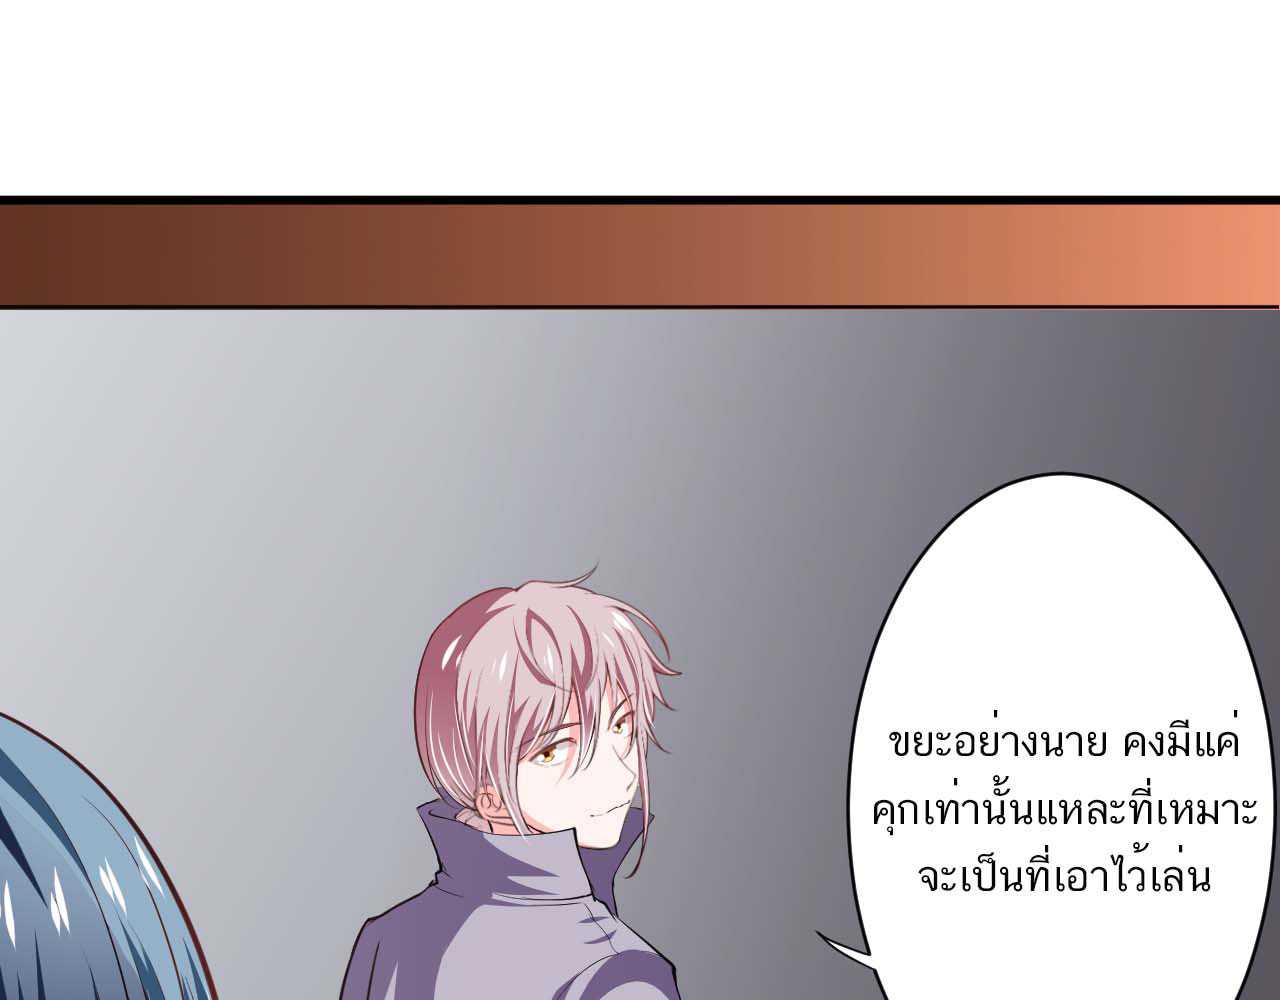 ขยะอย่างนาย คงมีแค่
คุกเท่านั้นแหละที่เหมาะ
จะเป็นที่เอาไว้เล่น